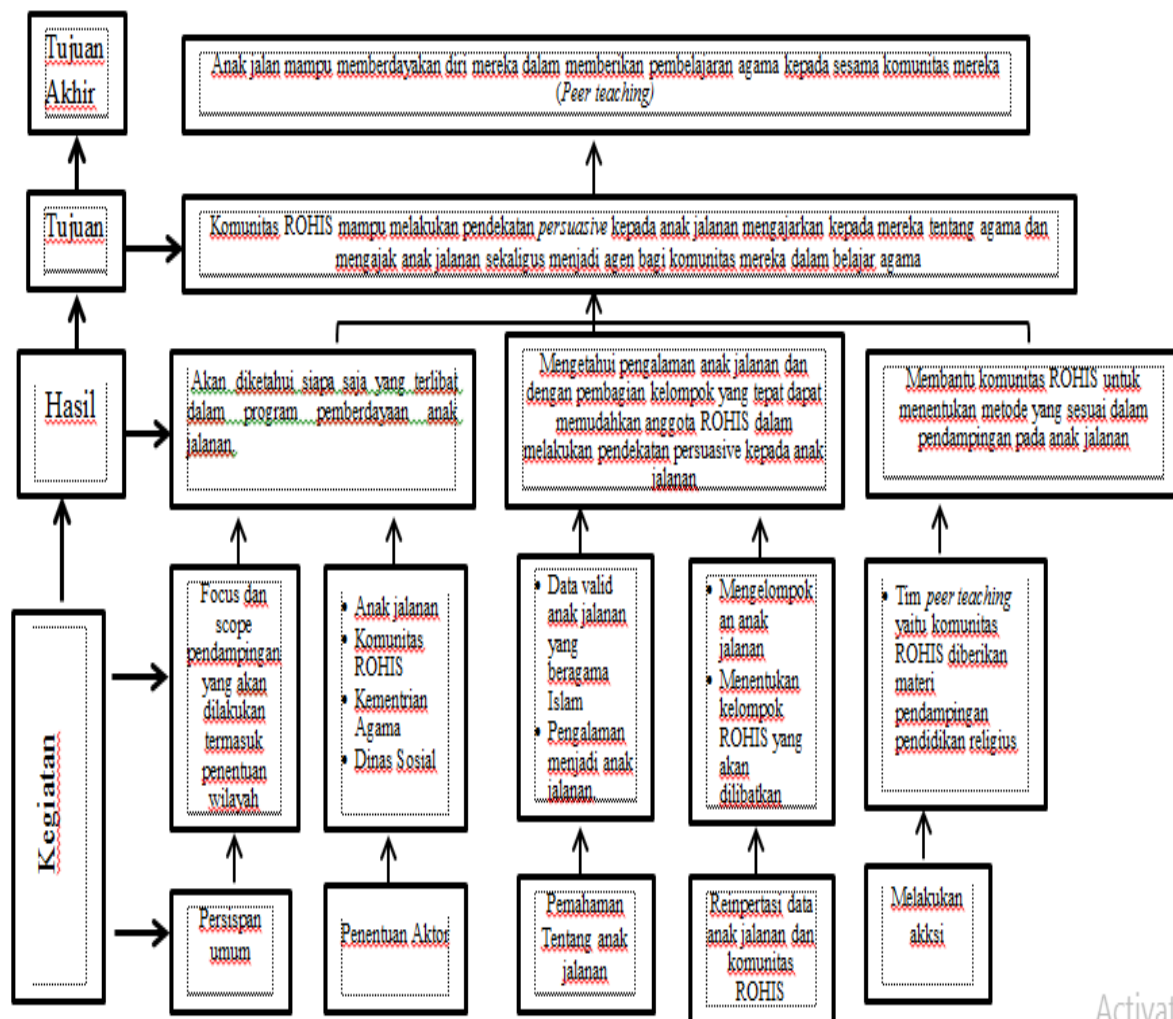 Tujuan
Akhir
Anak jalan mampu memberdayakan diri mereka dalam memberikan pembelajaran agama kepada sesama komunitas mereka
(Peer teaching)
Tujuan
Komunitas ROHIS mampu melakukan pendekatan persuasive kepada anak jalanan mengajarkan kepada mereka tentang agama dan
mengajak anak jalanan sekaligus menjadi agen bagi komunitas mereka dalam belajar agama
Hasil
Akan diketahui siapa saja yang terlibat
dalam program pemberdayaan anak
jalanan.
Mengetahui pengalaman anak jalanan dan
dengan pembagian kelompok yang tepat dapat
memudahkan anggota ROHIS dalam
melakukan pendekatan persuasive kepada anak
jalanan
Membantu komunitas ROHIS untuk
menentukan metode yang sesuai dalam
pendampingan pada anak jalanan
Kegiatan
Focus dan
scope
pendampingan
yang akan
dilakukan
termasuk
penentuan
wilayah
• Anak jalanan
• Komunitas
ROHIS
• Kementrian
Agama
• Dinas Sosial
• Data valid
anak jalanan
yang
beragama
Islam
• Pengalaman
menjadi anak
jalanan.
• Mengelompok
an anak
jalanan
• Menentukan
kelompok
ROHIS yang
akan
dilibatkan
• Tim peer teaching
yaitu komunitas
ROHIS diberikan
materi
pendampingan
pendidikan religius.
Persispan
umum
Penentuan Aktor
Pemahaman
Tentang anak
jalanan
Reinpertasi data
anak jalanan dan
komunitas
ROHIS
Melakukan
akksi
Activat